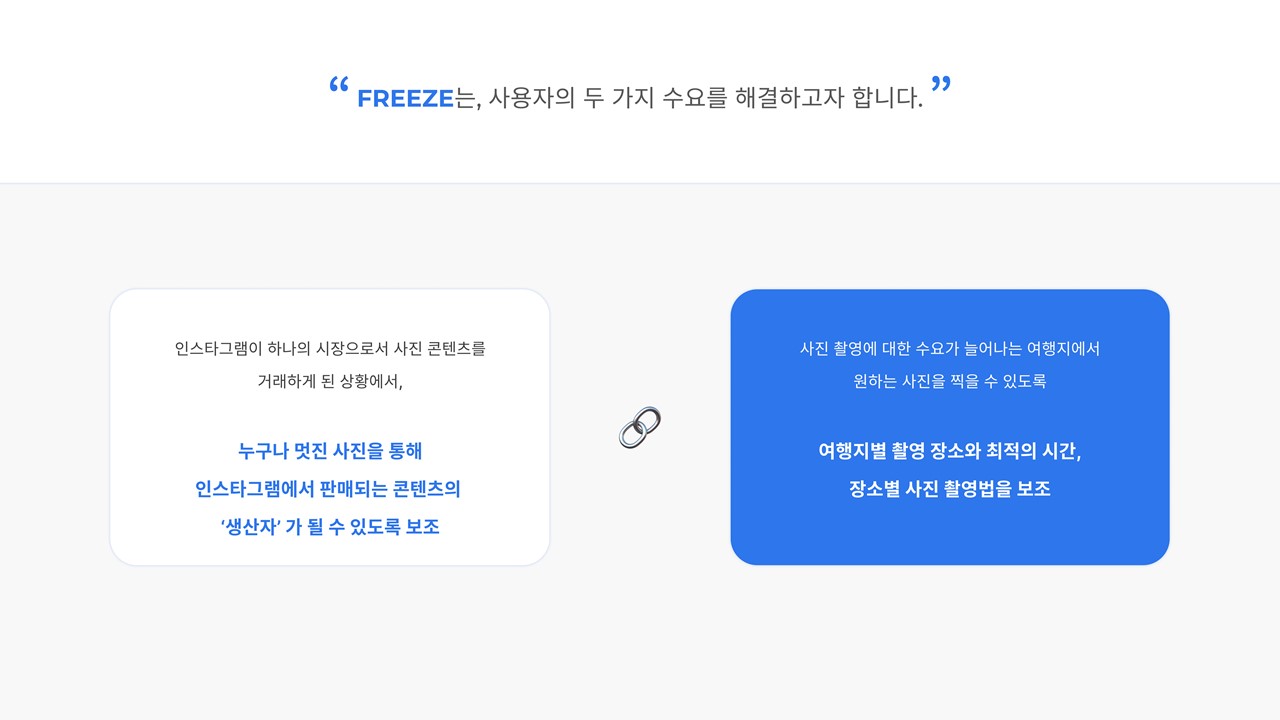 “ FREEZE는, 사용자의 두 가지 수요를 해결하고자 합니다. ”
인스타그램이 하나의 시장으로서 사진 콘텐츠를
거래하게 된 상황에서,
누구나 멋진 사진을 통해
인스타그램에서 판매되는 콘텐츠의
‘생산자’ 가 될 수 있도록 보조
사진 촬영에 대한 수요가 늘어나는 여행지에서
원하는 사진을 찍을 수 있도록
여행지별 촬영 장소와 최적의 시간,
장소별 사진 촬영법을 보조